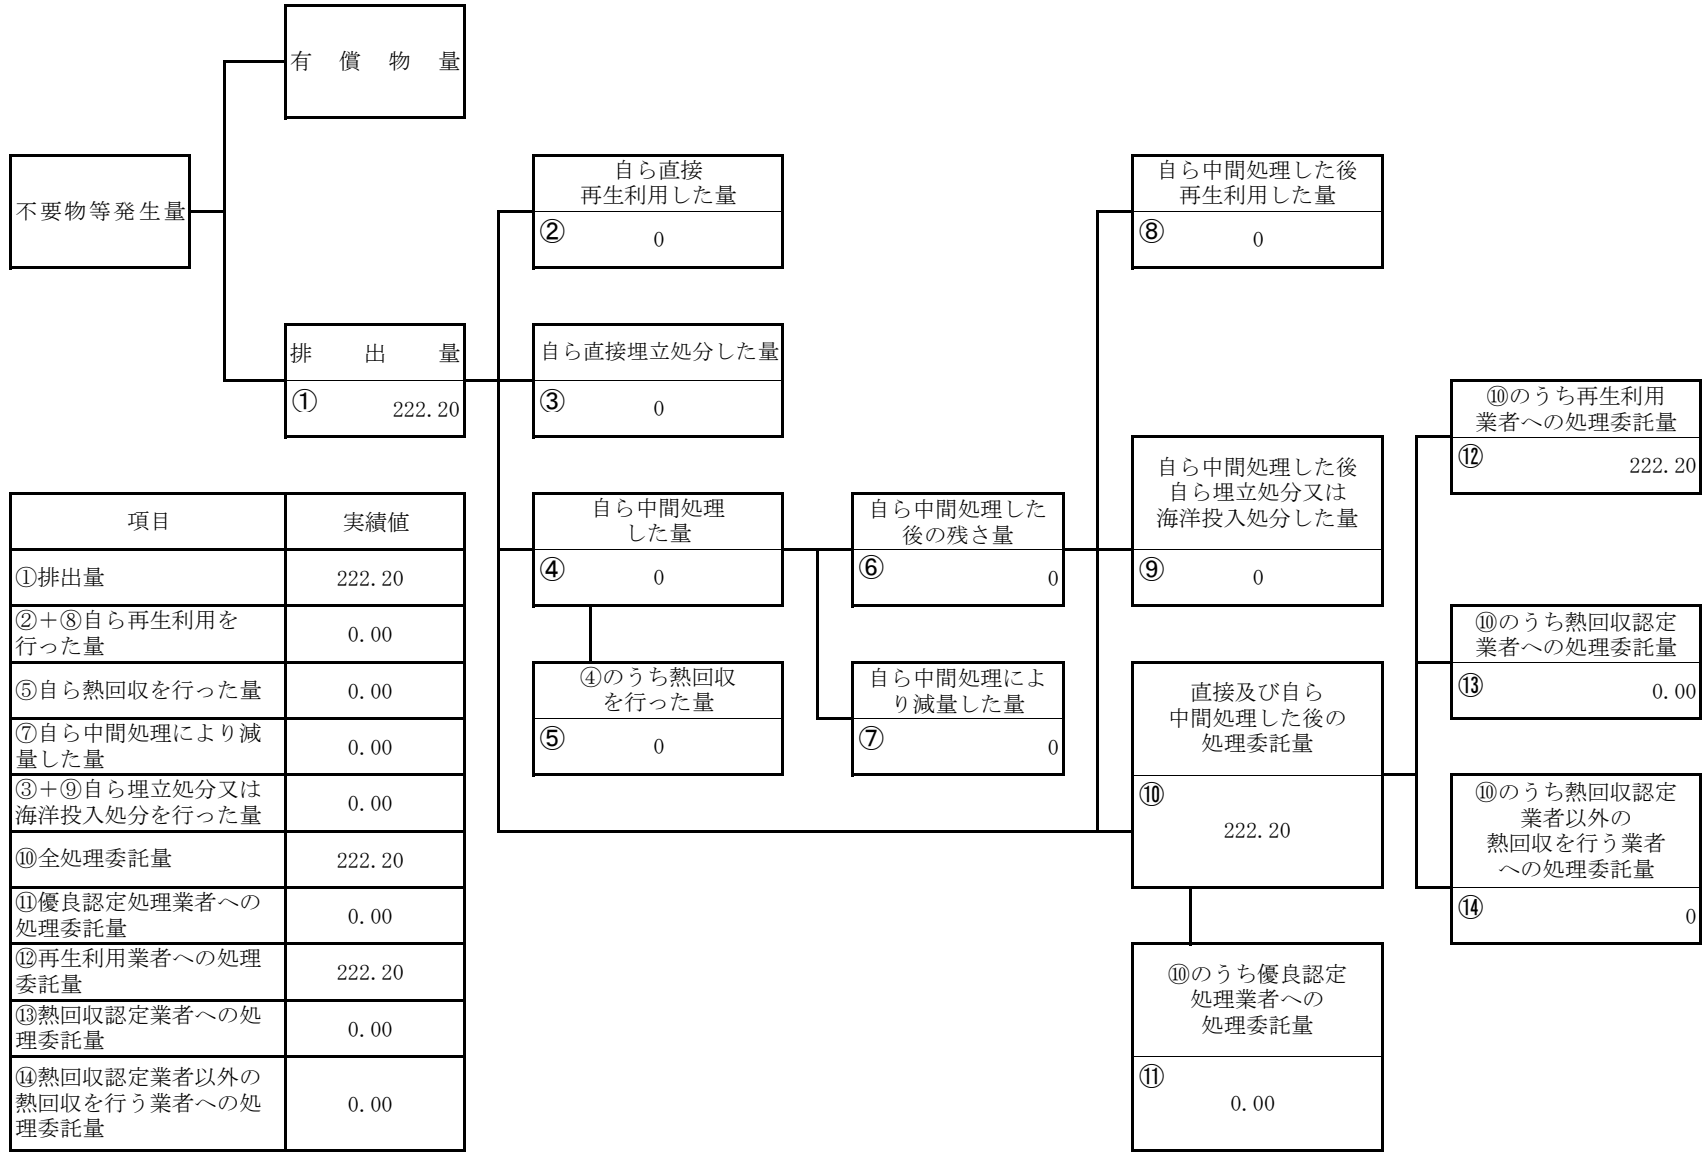 有償物量
不要物等発生量
排出量
①
222.20
自ら直接
再生利用した量
②
0
自ら直接埋立処分した量
③
0
自ら中間処理
した量
④
0
④のうち熱回収
を行った量
⑤
0
自ら中間処理した
後の残さ量
⑥
0
自ら中間処理によ
り減量した量
⑦
0
自ら中間処理した後
再生利用した量
⑧
0
自ら中間処理した後
自ら埋立処分又は
海洋投入処分した量
⑨
0
直接及び自ら
中間処理した後の
処理委託量
⑩
222.20
⑩のうち優良認定
処理業者への
処理委託量
⑪
0.00
⑩のうち再生利用
業者への処理委託量
⑫
222.20
⑩のうち熱回収認定
業者への処理委託量
⑬
0.00
⑩のうち熱回収認定
業者以外の
熱回収を行う業者
への処理委託量
⑭
0
項目 実績値
①排出量 222.20
②+⑧自ら再生利用を
行った量
0.00
⑤自ら熱回収を行った量 0.00
⑦自ら中間処理により減
量した量
0.00
③+⑨自ら埋立処分又は
海洋投入処分を行った量
0.00
⑩全処理委託量 222.20
⑪優良認定処理業者への
処理委託量
0.00
⑫再生利用業者への処理
委託量
222.20
⑬熱回収認定業者への処
理委託量
0.00
⑭熱回収認定業者以外の
熱回収を行う業者への処
理委託量
0.00